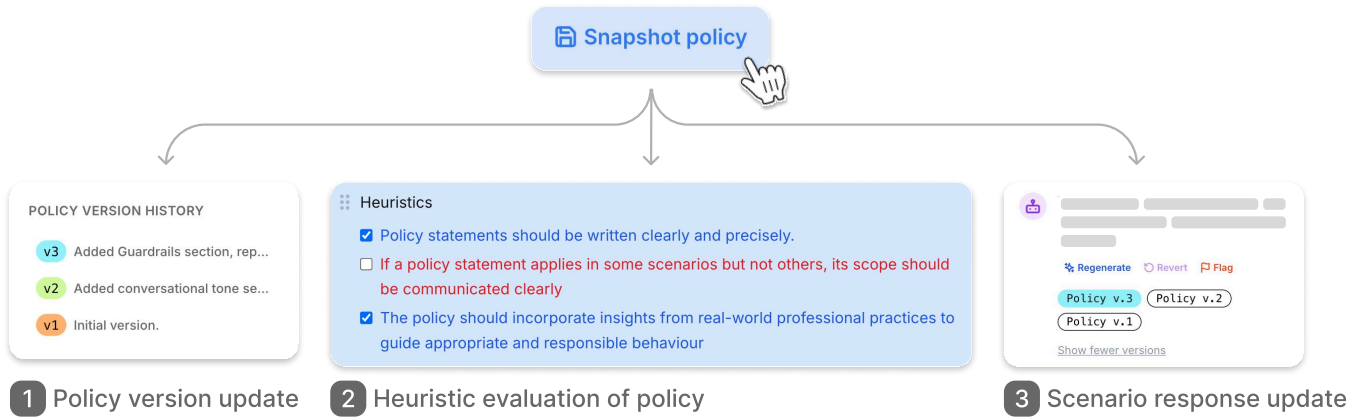 Snapshot policy
POLICY VERSION HISTORY
v3 Added Guardrails section, rep...
v2 Added conversational tone se...
v1 Initial version.
Heuristics
Policy statements should be written clearly and precisely.
If a policy statement applies in some scenarios but not others, its scope should
be communicated clearly
The policy should incorporate insights from real-world professional practices to
guide appropriate and responsible behaviour
Regenerate Revert Flag
Policy v.3 Policy v.2
Policy v.1
Show fewer versions
1 Policy version update
2 Heuristic evaluation of policy
3 Scenario response update